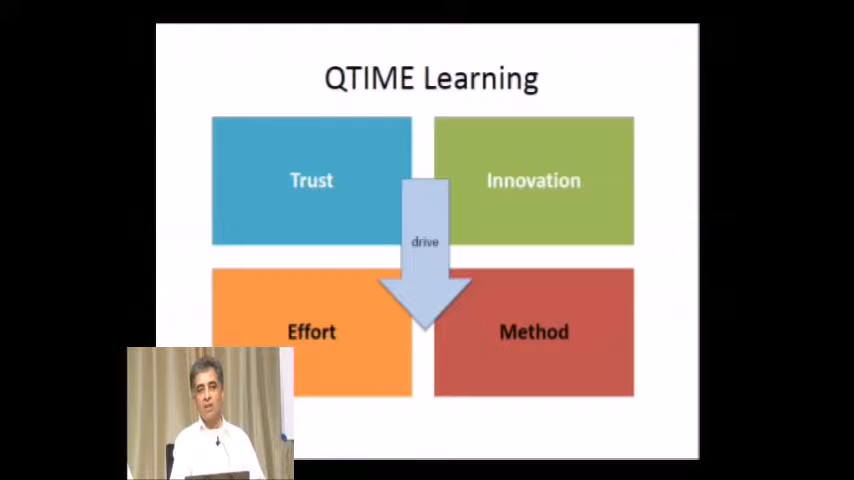 QTIME Learning
Trust
Innovation
drive
Effort
Method